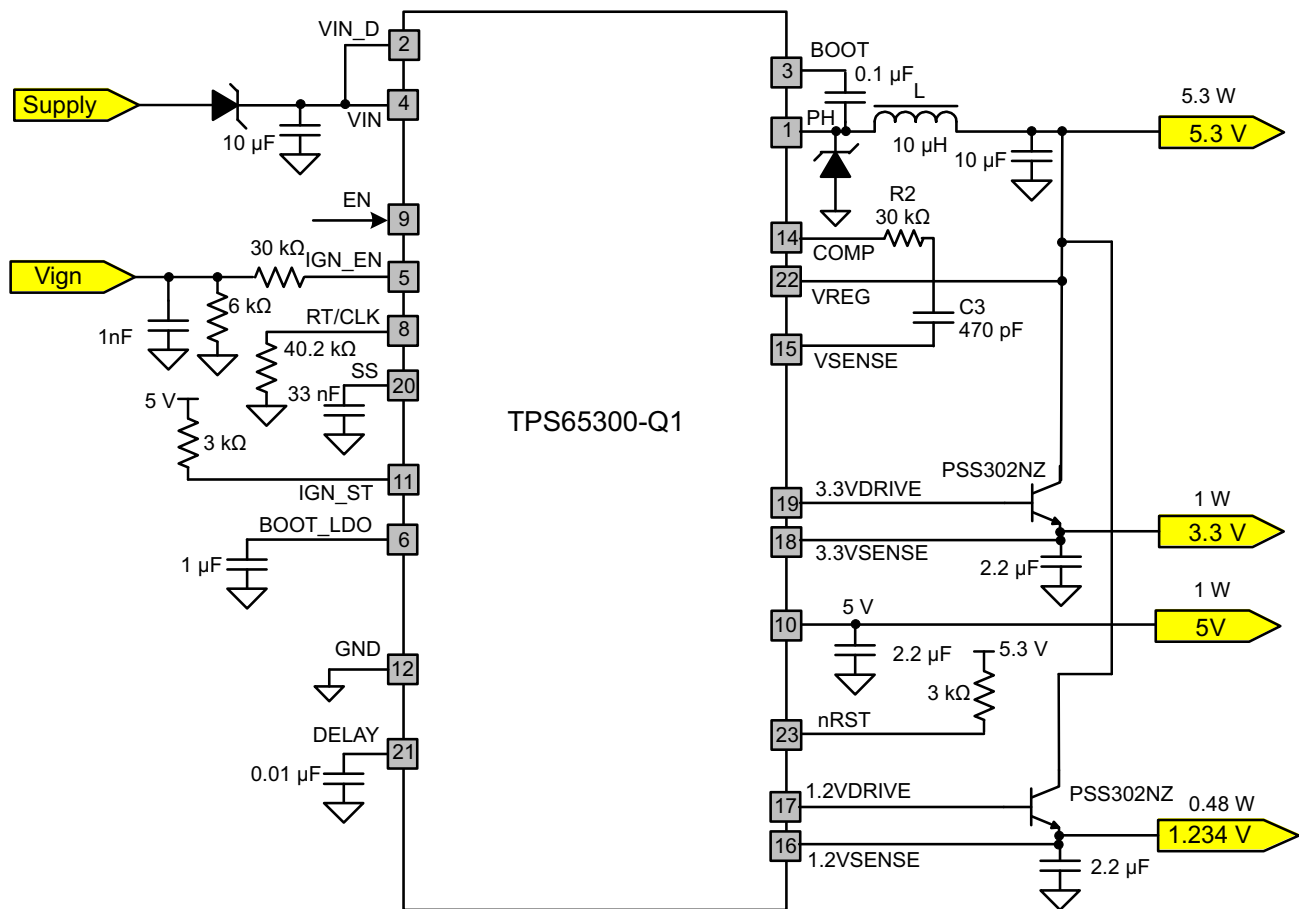 VIN_D
2
Supply
4
VIN
10 µF
EN
9
30 kΩ
IGN_EN
Vign
5
6 kΩ
1nF
RT/CLK
8
40.2 kΩ
SS
20
33 nF
5 V
3 kΩ
11
IGN_ST
BOOT_LDO
6
1 µF
GND
12
DELAY
21
0.01 µF
TPS65300-Q1
BOOT
3
0.1 µF
L
PH
1
10 µH
10 µF
5.3 W
5.3 V
R2
30 kΩ
14
COMP
22
VREG
C3
470 pF
15
VSENSE
PSS302NZ
19
3.3VDRIVE
1 W
3.3 V
18
3.3VSENSE
2.2 µF
1 W
5 V
10
5V
2.2 µF
5.3 V
3 kΩ
nRST
23
17
1.2VDRIVE
PSS302NZ
0.48 W
1.234 V
16
1.2VSENSE
2.2 µF